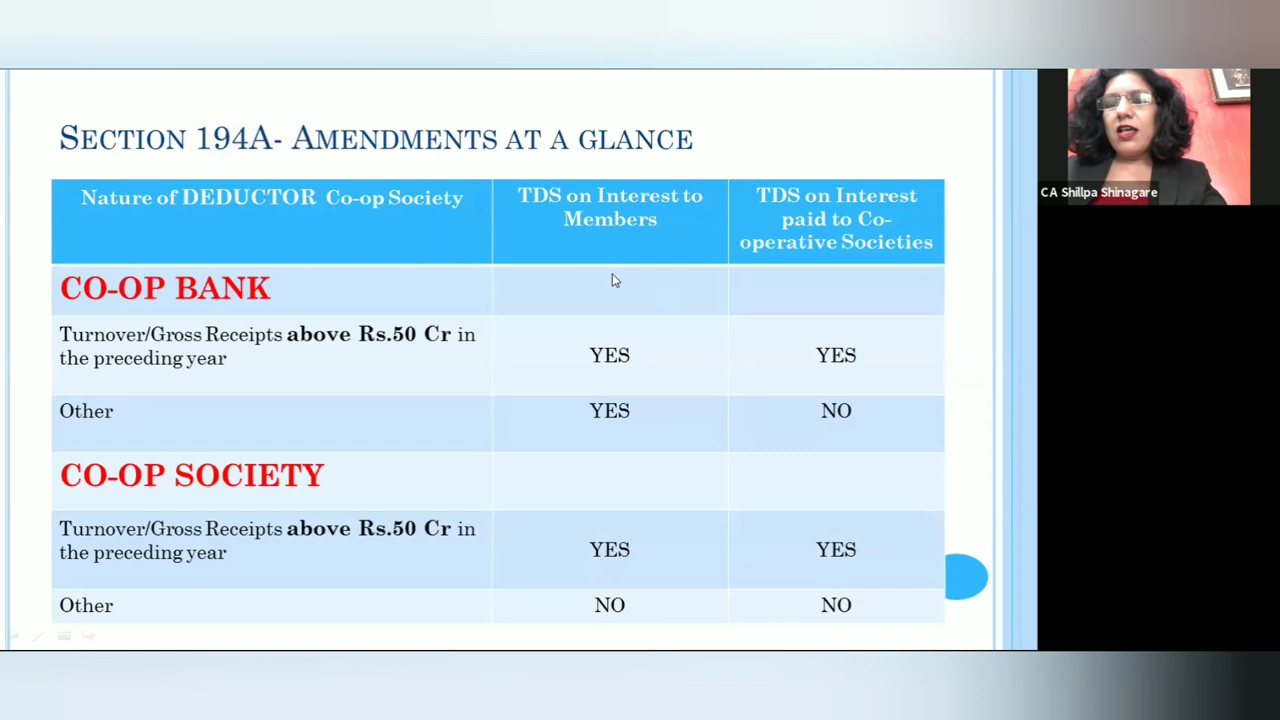 SECTION 194A- AMENDMENTS AT A GLANCE
Nature of DEDUCTOR Co-op Society
TDS on Interest to
Members
TDS on Interest
paid to Co-
operative Societies
CO-OP BANK
Turnover/Gross Receipts above Rs.50 Cr in
the preceding year
YES
YES
Other
YES
NO
CO-OP SOCIETY
Turnover/Gross Receipts above Rs.50 Cr in
the preceding year
YES
YES
Other
NO
NO
CA Shillpa Shinagare